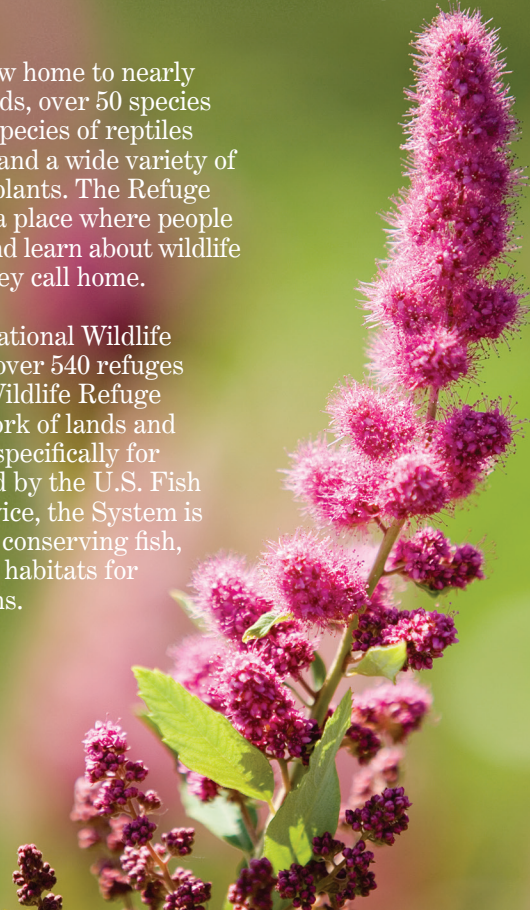 w home to nearly
ds, over 50 species
pecies of reptiles
and a wide variety of
plants. The Refuge
a place where people
nd learn about wildlife
ey call home.
ational Wildlife
over 540 refuges
Wildlife Refuge
ork of lands and
specifically for
d by the U.S. Fish
vice, the System is
conserving fish,
habitats for
ns.